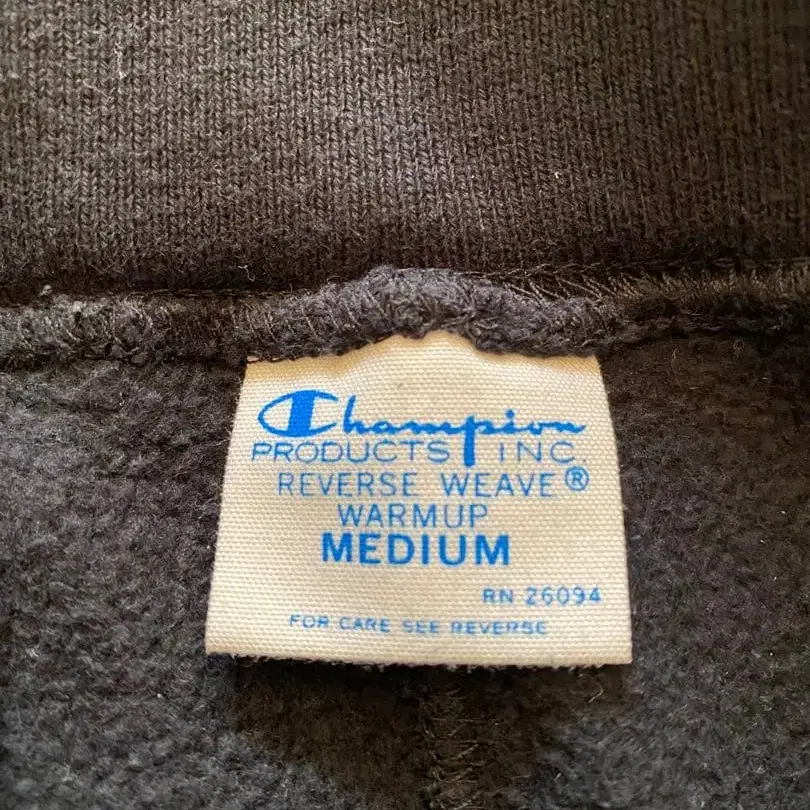 Champion
PRODUCTS INC.
REVERSE WEAVE®
WARMUP
MEDIUM
RN 26094
FOR CARE SEE REVERSE